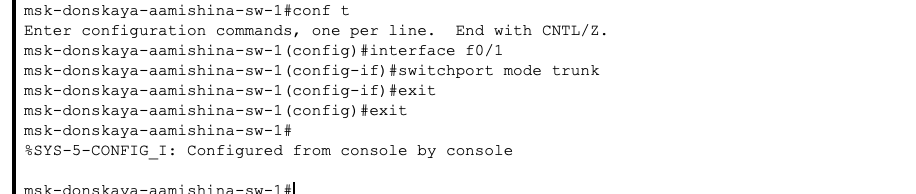 msk-donskaya-aamishina-sw-1#conf t
Enter configuration commands, one per line.  End with CNTL/Z.
msk-donskaya-aamishina-sw-1(config)#interface f0/1
msk-donskaya-aamishina-sw-1(config-if)#switchport mode trunk
msk-donskaya-aamishina-sw-1(config-if)#exit
msk-donskaya-aamishina-sw-1(config)#exit
msk-donskaya-aamishina-sw-1#
%SYS-5-CONFIG_I: Configured from console by console
msk-donskaya-aamishina-sw-1#